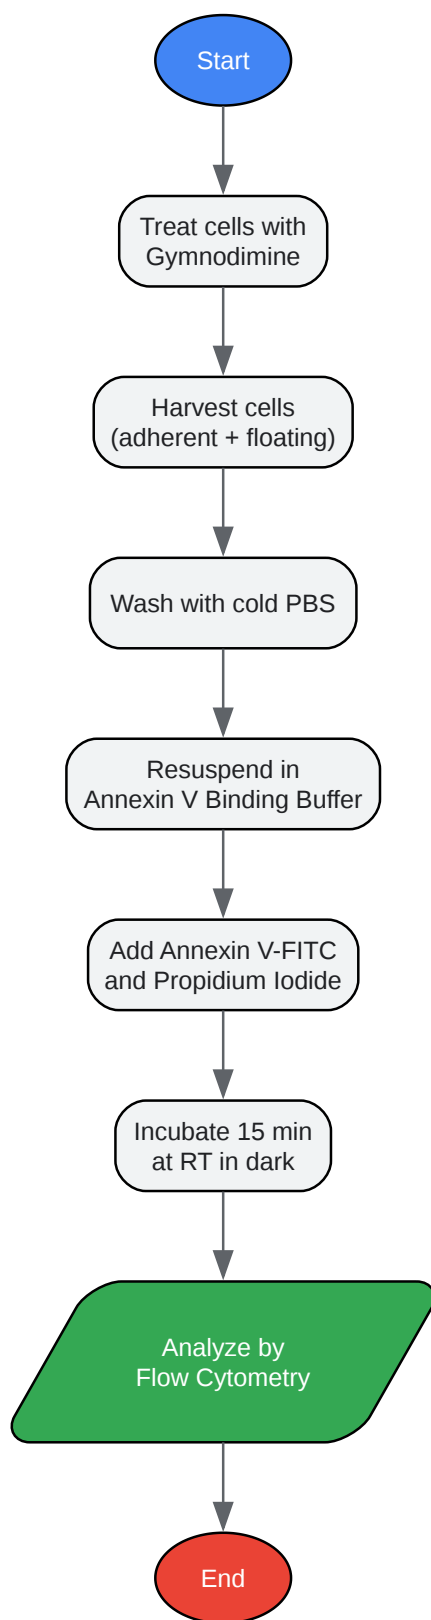 Start
Treat cells with
Gymnodimine
Harvest cells
(adherent + floating)
Wash with cold PBS
Resuspend in
Annexin V Binding Buffer
Add Annexin V-FITC
and Propidium Iodide
Incubate 15 min
at RT in dark
Analyze by
Flow Cytometry
End